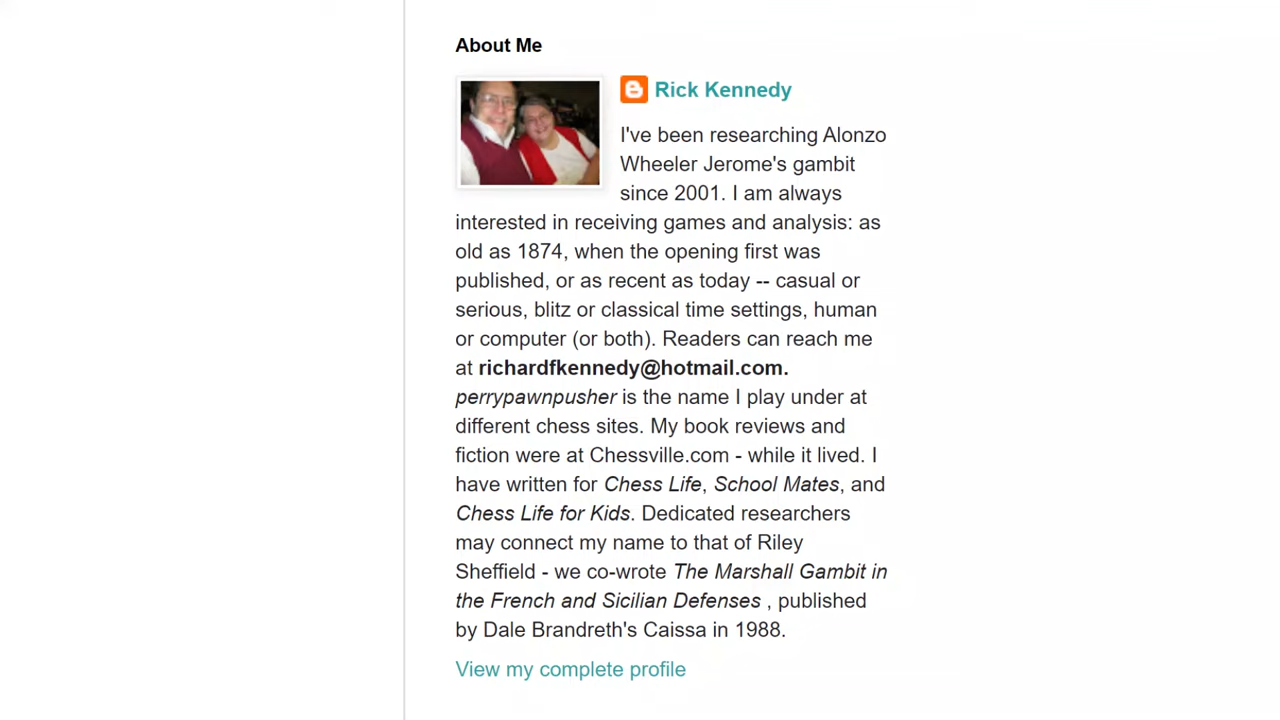 About Me
Rick Kennedy
I've been researching Alonzo
Wheeler Jerome's gambit
since 2001. I am always
interested in receiving games and analysis: as
old as 1874, when the opening first was
published, or as recent as today -- casual or
serious, blitz or classical time settings, human
or computer (or both). Readers can reach me
at richardfkennedy@hotmail.com.
perrypawnpusher is the name I play under at
different chess sites. My book reviews and
fiction were at Chessville.com - while it lived. I
have written for Chess Life, School Mates, and
Chess Life for Kids. Dedicated researchers
may connect my name to that of Riley
Sheffield - we co-wrote The Marshall Gambit in
the French and Sicilian Defenses , published
by Dale Brandreth's Caissa in 1988.
View my complete profile